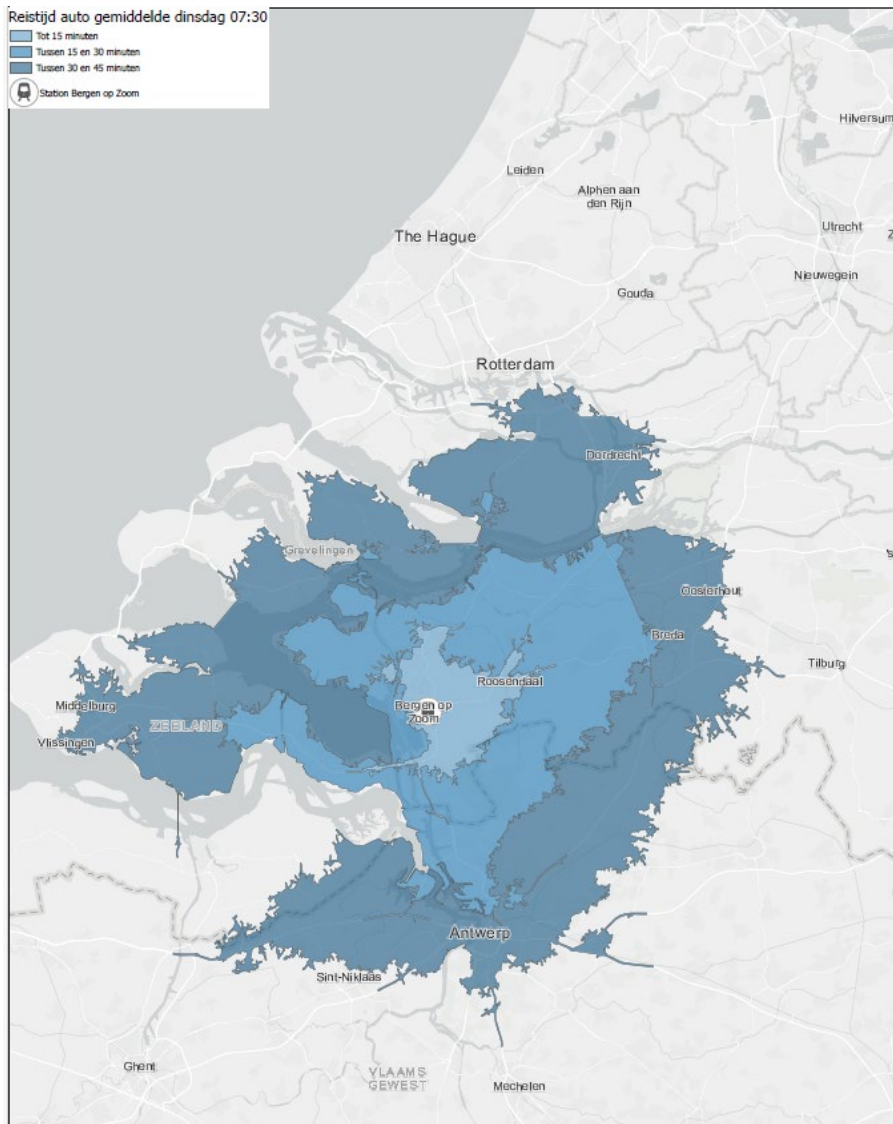 Reistijd auto gemiddelde dinsdag 07:30
Tot 15 minuten
Tussen 15 en 30 minuten
Tussen 30 en 45 minuten
Station Bergen op Zoom
Hilversum
Leiden
Alphen aan
den Rijn
Utrecht
The Hague
Z
Nieuwegein
Gouda
Rotterdam
Dordrecht
Grevelingen
's
Oosterhout
Breda
Tilburg
Roosendaal
Bergen op
Zoom
Middelburg
ZEELAND
Vlissingen
Antwerp
Sint-Niklaas
Ghent
VLAAMS
GEWEST
Mechelen